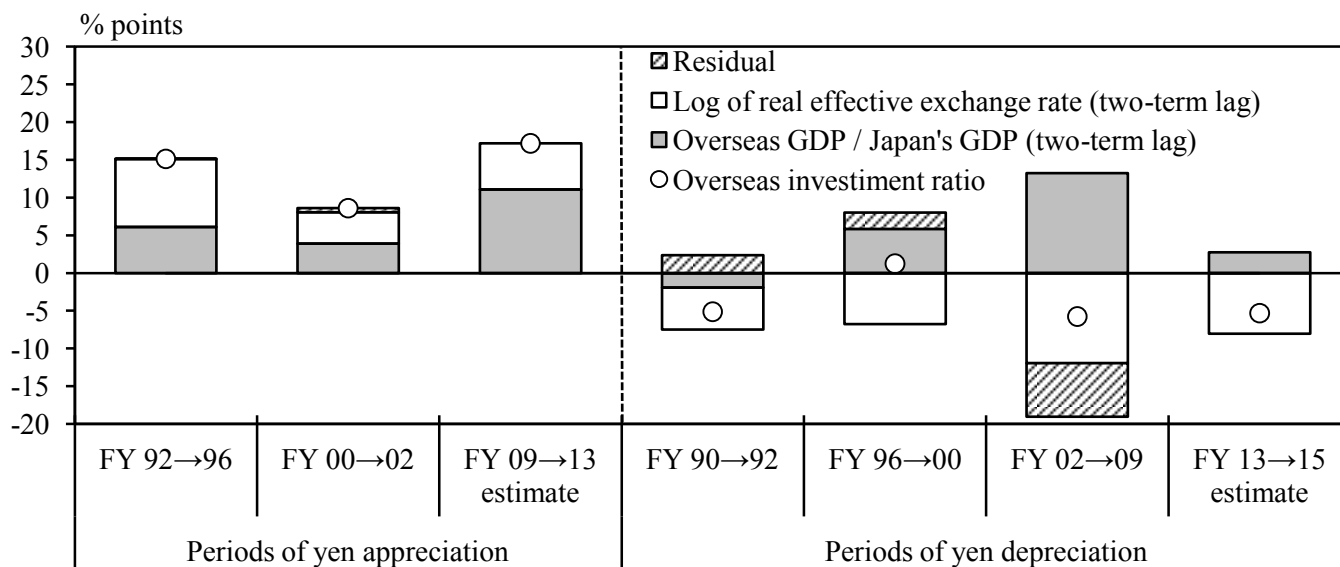 % points
30
25
20
15
10
5
0
-5
-10
-15
-20
Residual
Log of real effective exchange rate (two-term lag)
Overseas GDP / Japan's GDP (two-term lag)
Overseas investiment ratio
FY 92→96
FY 00→02
FY 09→13
estimate
FY 90→92
FY 96→00
FY 02→09
FY 13→15
estimate
Periods of yen appreciation
Periods of yen depreciation